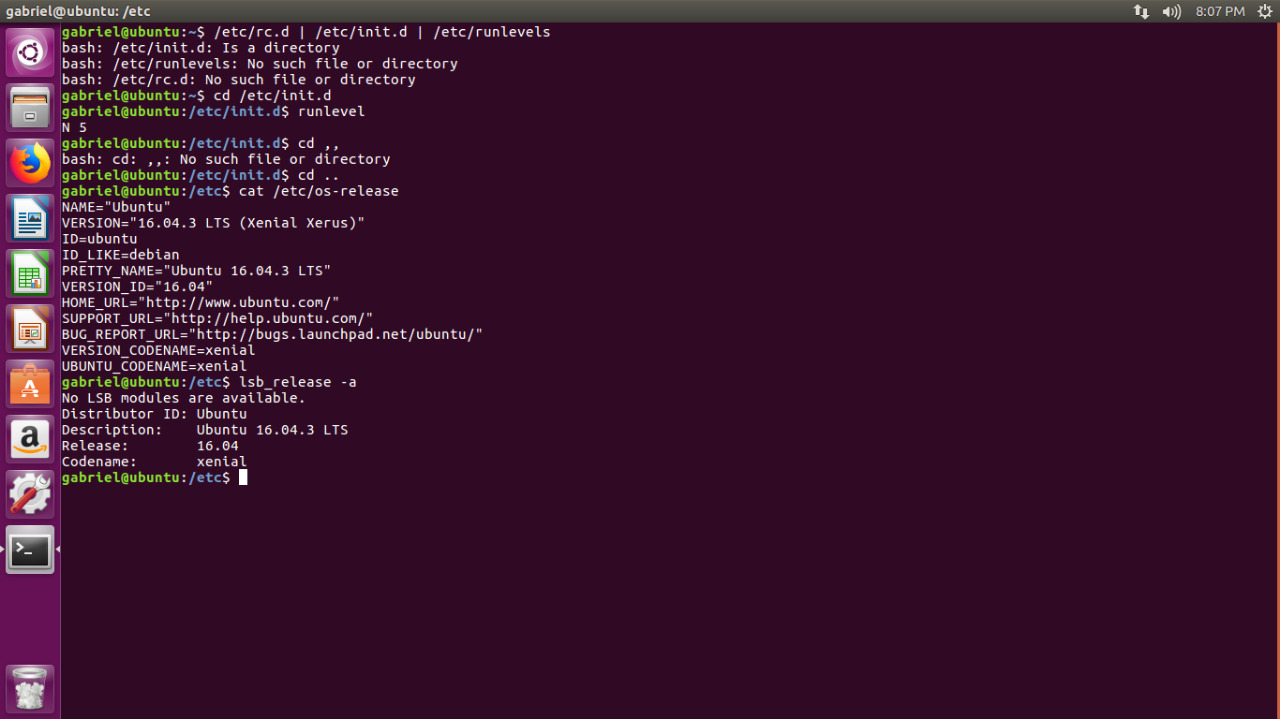 gabriel@ubuntu: /etc
8:07 PM
gabriel@ubuntu:~$ /etc/rc.d | /etc/init.d | /etc/runlevels
bash: /etc/init.d: Is a directory
bash: /etc/runlevels: No such file or directory
bash: /etc/rc.d: No such file or directory
gabriel@ubuntu:~$ cd /etc/init.d
gabriel@ubuntu:/etc/init.d$ runlevel
N 5
gabriel@ubuntu:/etc/init.d$ cd ,,
bash: cd: ,,: No such file or directory
gabriel@ubuntu:/etc/init.d$ cd ..
gabriel@ubuntu:/etc$ cat /etc/os-release
NAME="Ubuntu"
VERSION="16.04.3 LTS (Xenial Xerus)"
ID=ubuntu
ID_LIKE=debian
PRETTY_NAME="Ubuntu 16.04.3 LTS"
VERSION_ID="16.04"
HOME_URL="http://www.ubuntu.com/"
SUPPORT_URL="http://help.ubuntu.com/"
BUG_REPORT_URL="http://bugs.launchpad.net/ubuntu/"
VERSION_CODENAME=xenial
UBUNTU_CODENAME=xenial
gabriel@ubuntu:/etc$ lsb_release -a
No LSB modules are available.
Distributor ID: Ubuntu
Description:    Ubuntu 16.04.3 LTS
Release:        16.04
Codename:       xenial
gabriel@ubuntu:/etc$